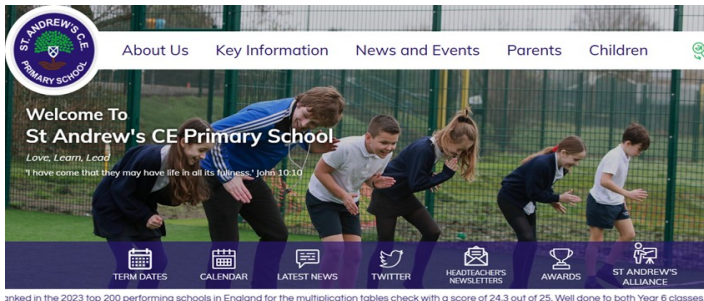 ST. ANDREW'S C.E.
PRIMARY SCHOOL
About Us Key Information News and Events Parents Children
Welcome To
St Andrew's CE Primary School
Love, Learn, Lead
'I have come that they may have life in all its fullness.' John 10:10
TERM DATES CALENDAR LATEST NEWS TWITTER HEADTEACHER'S NEWSLETTERS AWARDS ST ANDREW'S ALLIANCE
anked in the 2023 top 200 performing schools in England for the multiplication tables check with a score of 24.3 out of 25. Well done to both Year 6 classes